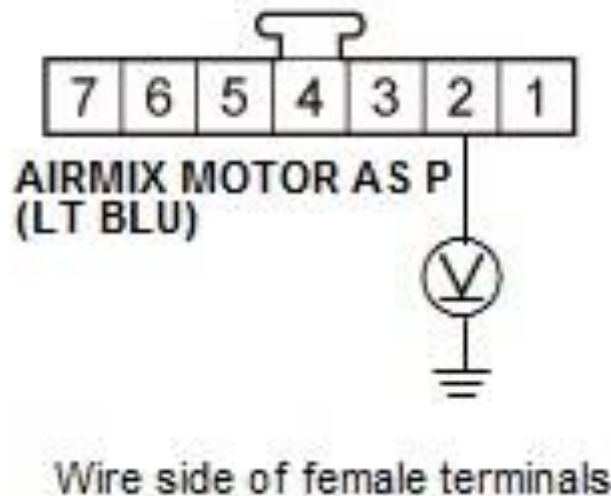 7 6 5 4 3 2 1
AIRMIX MOTOR AS P
(LT BLU)
V
Wire side of female terminals